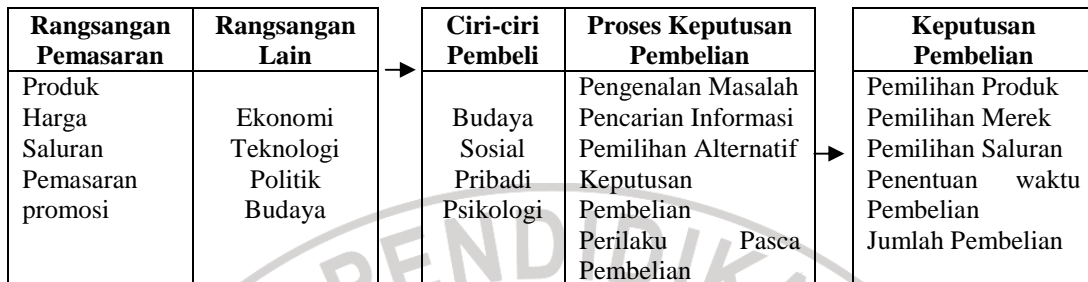 Rangsangan Pemasaran
Produk
Harga
Saluran
Pemasaran
promosi
Rangsangan Lain
Ekonomi
Teknologi
Politik
Budaya
Ciri-ciri Pembeli
Budaya
Sosial
Pribadi
Psikologi
Proses Keputusan Pembelian
Pengenalan Masalah
Pencarian Informasi
Pemilihan Alternatif
Keputusan
Pembelian
Perilaku Pasca
Pembelian
Keputusan Pembelian
Pemilihan Produk
Pemilihan Merek
Pemilihan Saluran
Penentuan waktu
Pembelian
Jumlah Pembelian
PENDIDIKA